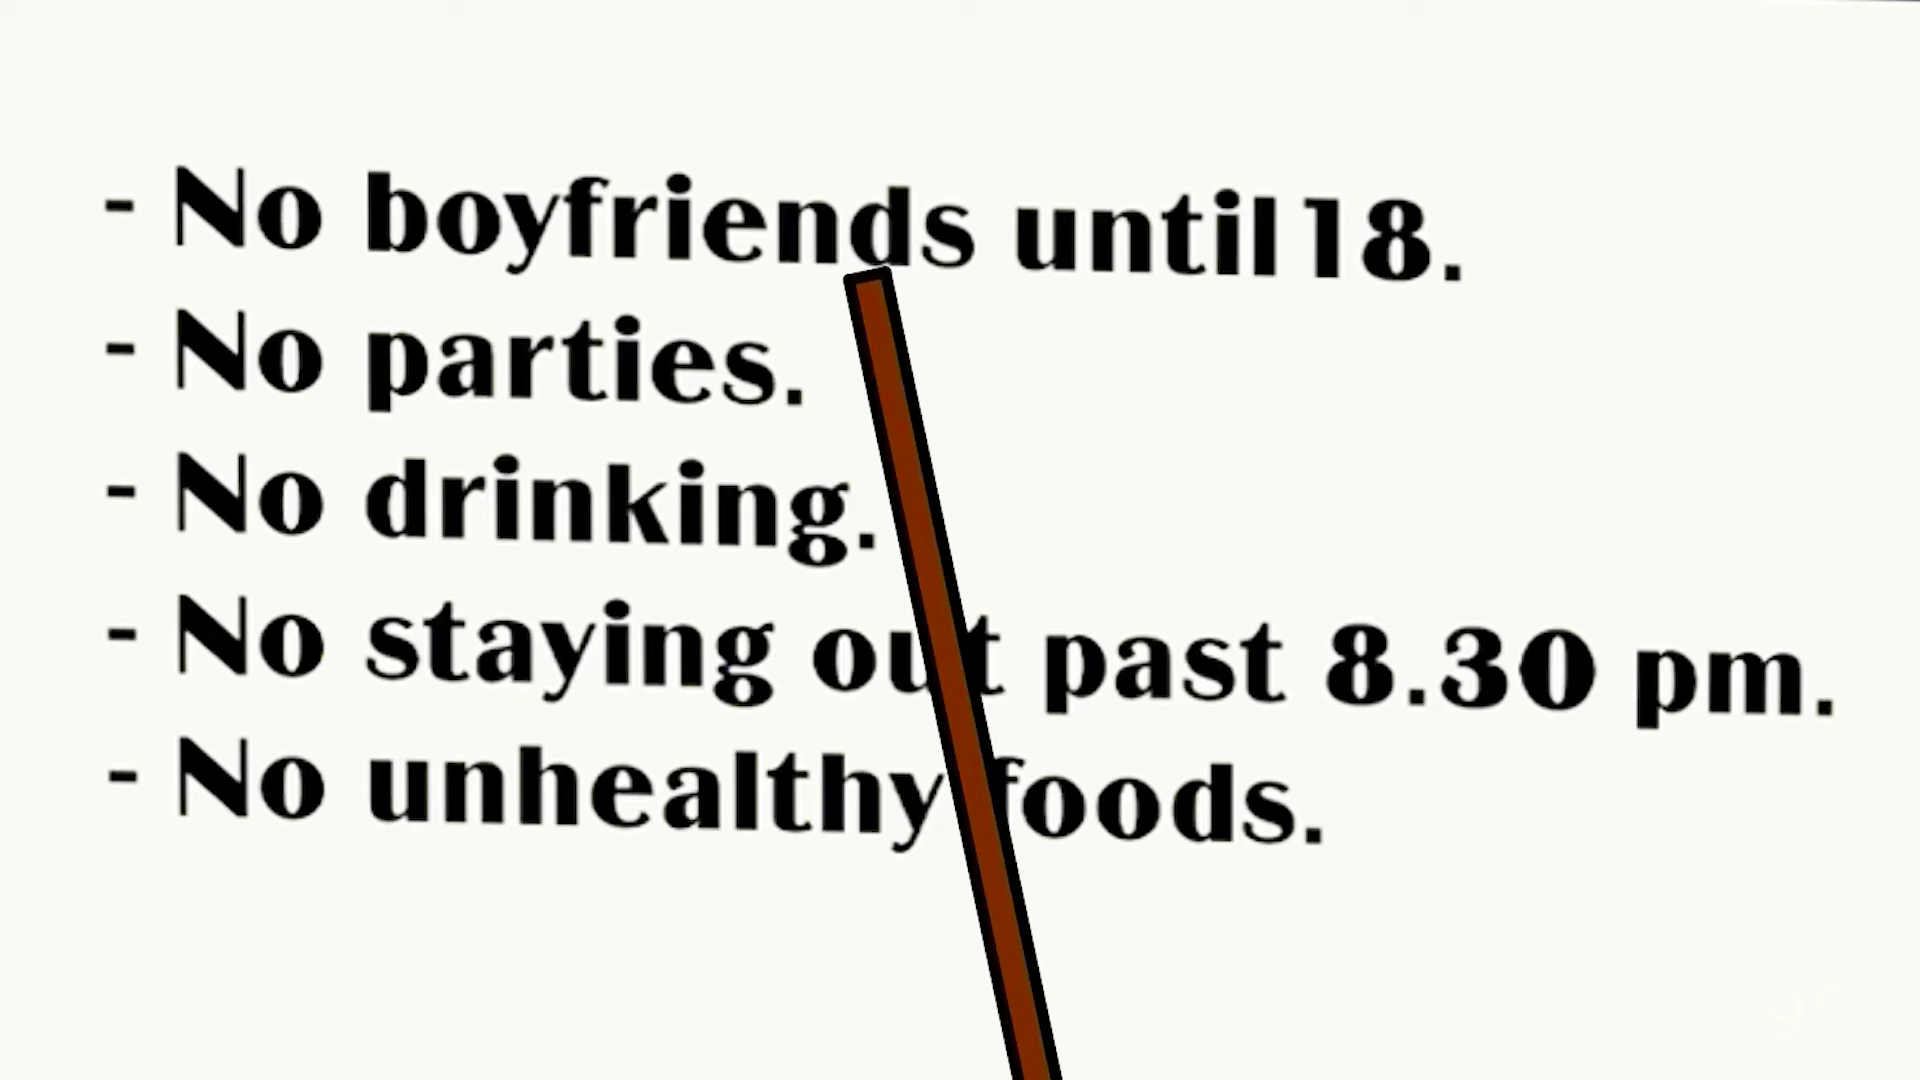 - No boyfriends until 18.
- No parties.
- No drinking.
- No staying out past 8.30 pm.
- No unhealthy foods.